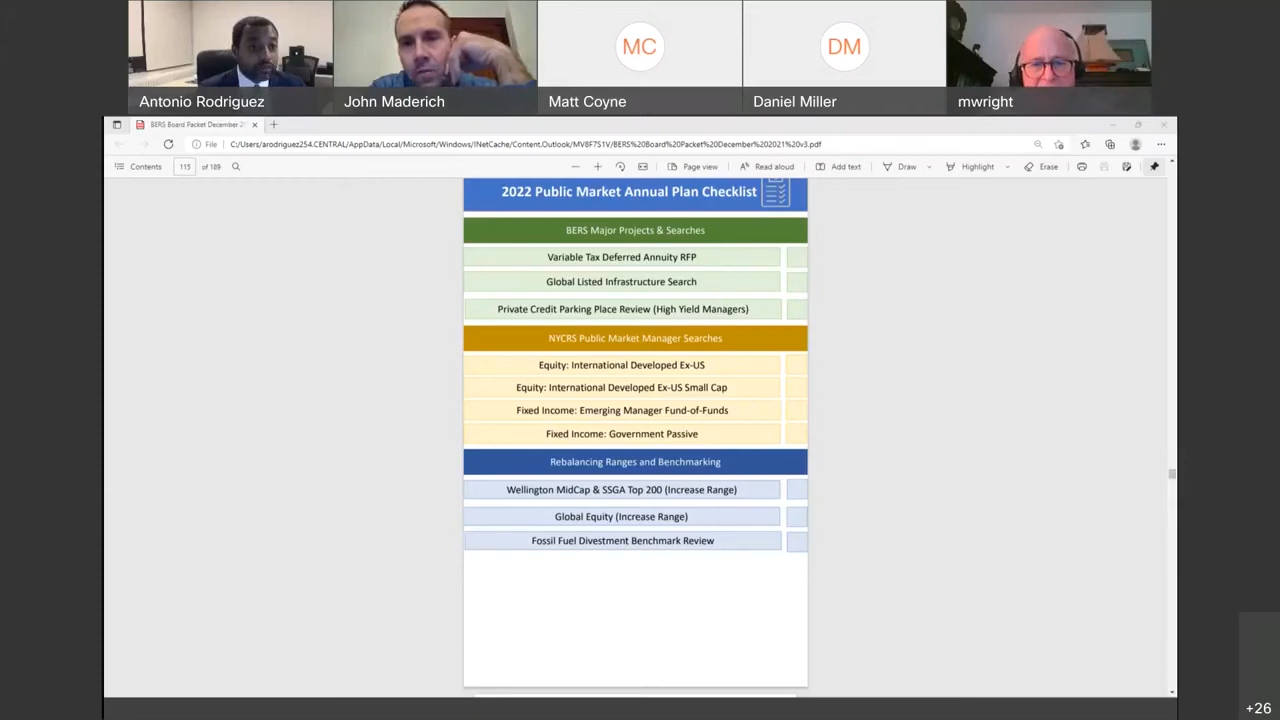 MC
DM
Antonio Rodriguez
John Maderich
Matt Coyne
Daniel Miller
mwright
BERS Board Packet December 2
File
C:/Users/arodriguez254.CENTRAL/AppData/Local/Microsoft/Windows/INetCache/Content.Outlook/MV8F7S1V/BERS%20Board%20Packet%20December%202021%20v3.pdf
Contents
115
of 189
Page view
Read aloud
Add text
Draw
Highlight
Erase
2022 Public Market Annual Plan Checklist
BERS Major Projects & Searches
Variable Tax Deferred Annuity RFP
Global Listed Infrastructure Search
Private Credit Parking Place Review (High Yield Managers)
NYCRS Public Market Manager Searches
Equity: International Developed Ex-US
Equity: International Developed Ex-US Small Cap
Fixed Income: Emerging Manager Fund-of-Funds
Fixed Income: Government Passive
Rebalancing Ranges and Benchmarking
Wellington MidCap & SSGA Top 200 (Increase Range)
Global Equity (Increase Range)
Fossil Fuel Divestment Benchmark Review
+26